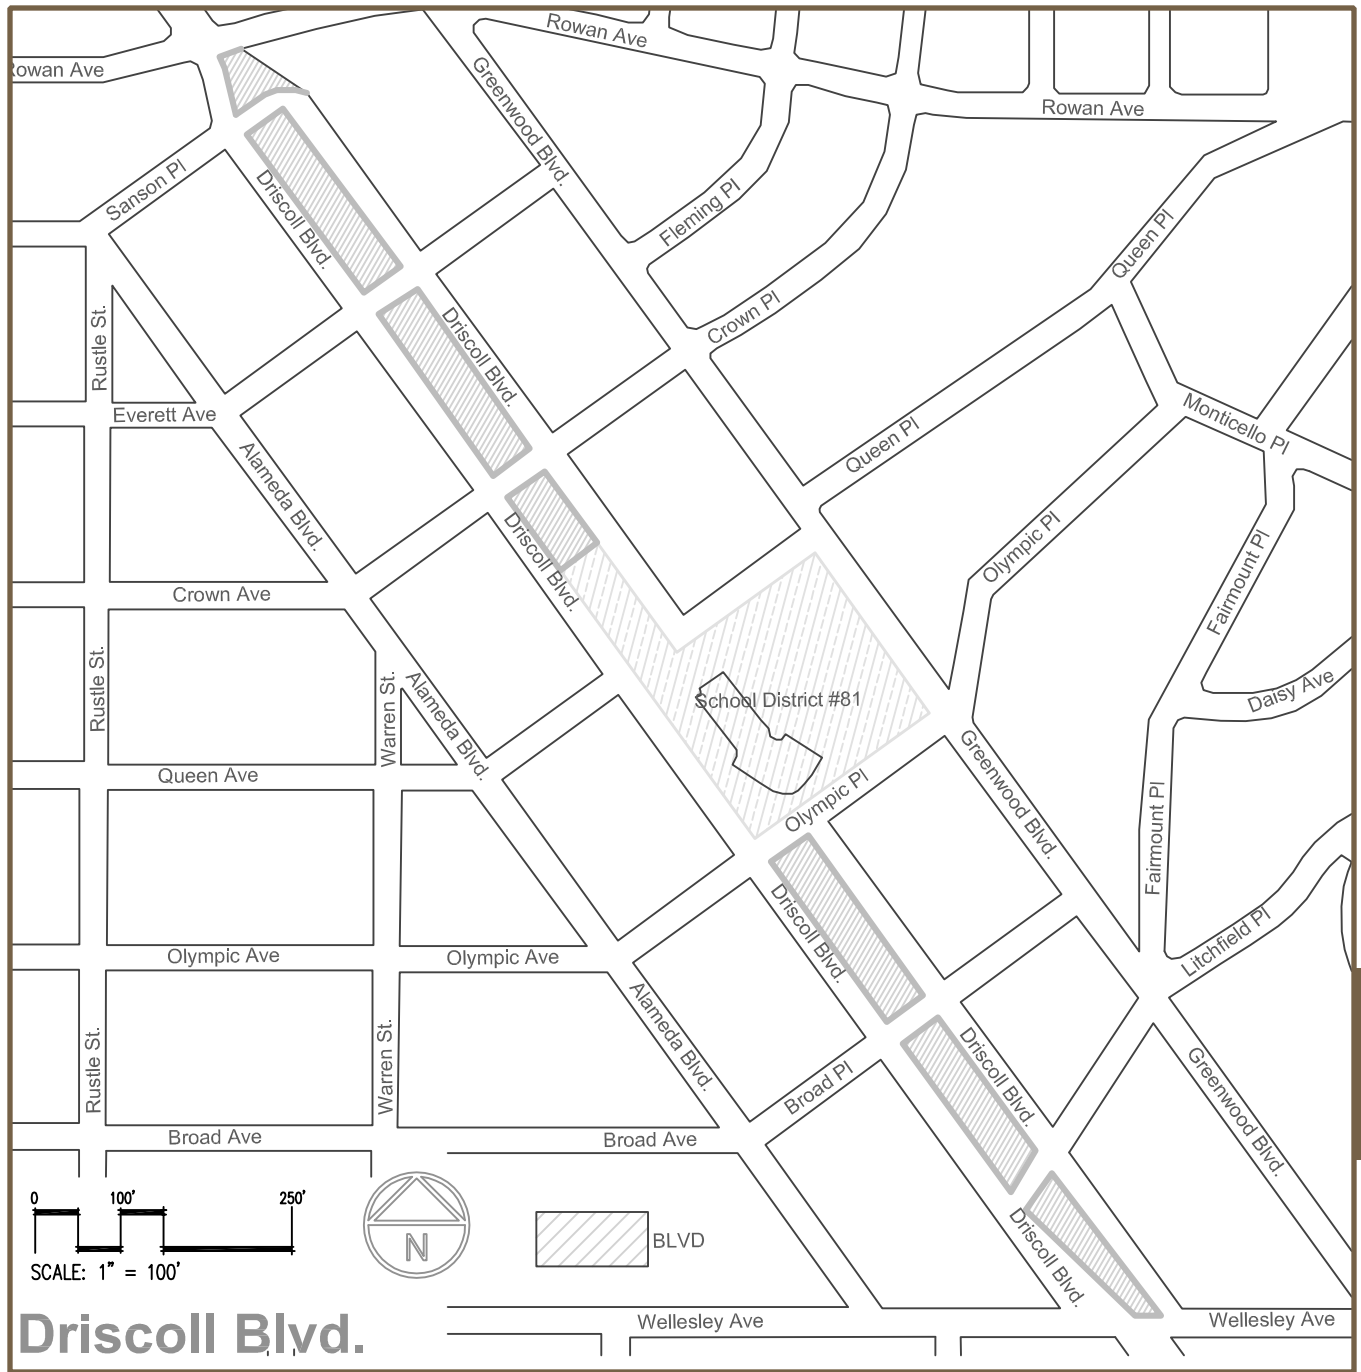 Rowan Ave
Rowan Ave
Greenwood Blvd.
Rowan Ave
Sanson Pl
Driscoll Blvd.
Fleming Pl
Queen Pl
Rustle St.
Driscoll Blvd.
Crown Pl
Everett Ave
Monticello Pl
Queen Pl
Alameda Blvd.
Driscoll Blvd.
Olympic Pl
Fairmount Pl
Crown Ave
Rustle St.
Warren St.
Alameda Blvd.
School District #81
Daisy Ave
Queen Ave
Olympic Pl
Greenwood Blvd.
Fairmount Pl
Driscoll Blvd.
Litchfield Pl
Olympic Ave
Olympic Ave
Rustle St.
Warren St.
Alameda Blvd.
Broad Pl
Driscoll Blvd.
Greenwood Blvd.
Broad Ave
Broad Ave
0 100' 250'
SCALE: 1" = 100'
N
BLVD
Driscoll Blvd.
Wellesley Ave
Wellesley Ave
Driscoll Blvd.